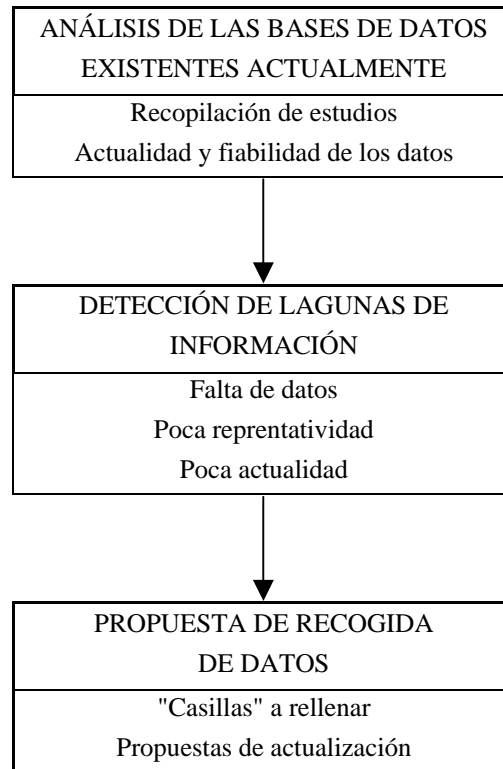 ANÁLISIS DE LAS BASES DE DATOS
EXISTENTES ACTUALMENTE
Recopilación de estudios
Actualidad y fiabilidad de los datos
DETECCIÓN DE LAGUNAS DE
INFORMACIÓN
Falta de datos
Poca reprentatividad
Poca actualidad
PROPUESTA DE RECOGIDA
DE DATOS
"Casillas" a rellenar
Propuestas de actualización